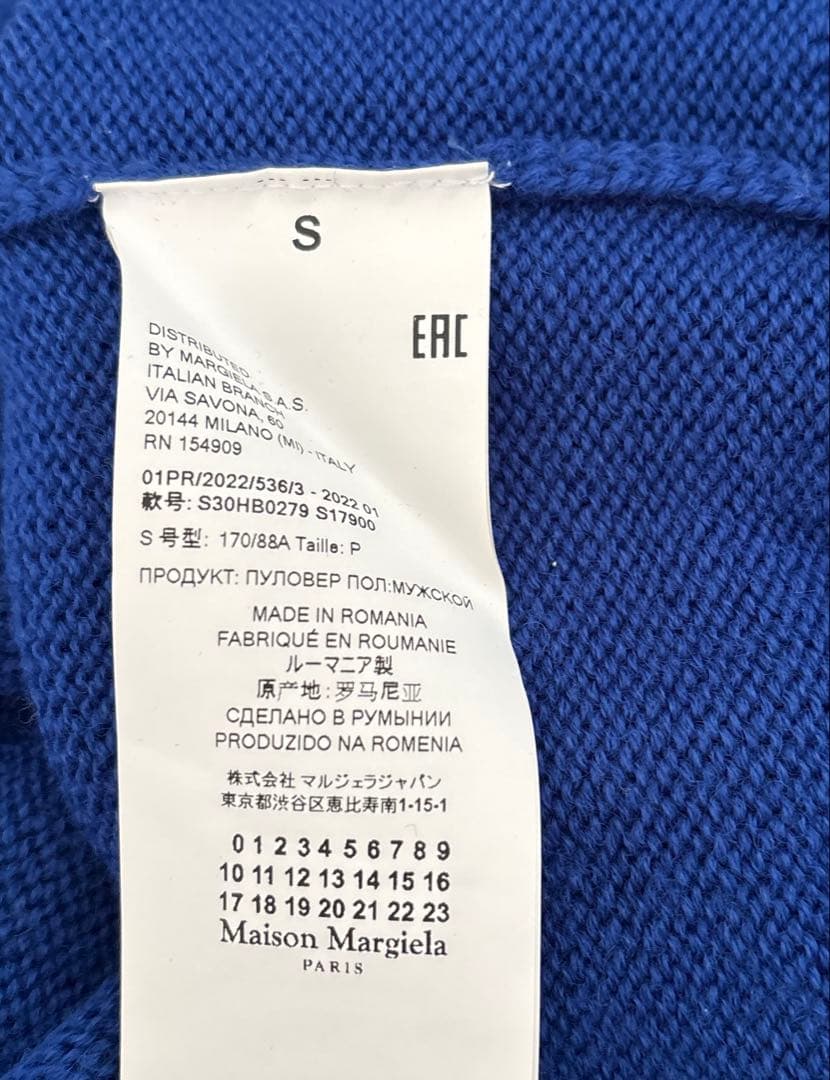 S
EAC
DISTRIBUTED
BY MARGIELA S.A.S.
ITALIAN BRANCH
VIA SAVONA, 60
20144 MILANO (MI) - ITALY
RN 154909
01PR/2022/536/3 - 2022 01
款号: S30HB0279 S17900
S 号型: 170/88A Taille: P
ПРОДУКТ: ПУЛОВЕР ПОЛ:МУЖСКОЙ
MADE IN ROMANIA
FABRIQUÉ EN ROUMANIE
ルーマニア製
原产地: 罗马尼亚
СДЕЛАНО В РУМЫНИИ
PRODUZIDO NA ROMENIA
株式会社 マルジェラジャパン
東京都渋谷区恵比寿南1-15-1
0 1 2 3 4 5 6 7 8 9
10 11 12 13 14 15 16
17 18 19 20 21 22 23
Maison Margiela
PARIS